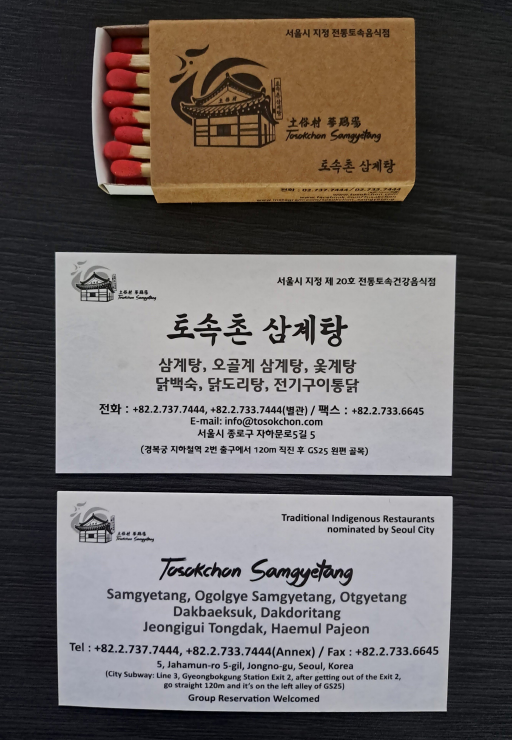 서울시 지정 전통토속음식점
土俗村 蔘鷄湯
Tosokchon Samgyetang
토속촌 삼계탕
전화 : 02.737.7444 / 02.733.7444
土俗村 蔘鷄湯
Tosokchon Samgyetang
서울시 지정 제 20호 전통토속건강음식점
토속촌 삼계탕
삼계탕, 오골계 삼계탕, 옻계탕
닭백숙, 닭도리탕, 전기구이통닭
전화 : +82.2.737.7444, +82.2.733.7444(별관) / 팩스 : +82.2.733.6645
E-mail: info@tosokchon.com
서울시 종로구 자하문로5길 5
(경복궁 지하철역 2번 출구에서 120m 직진 후 GS25 왼편 골목)
土俗村 蔘鷄湯
Tosokchon Samgyetang
Traditional Indigenous Restaurants
nominated by Seoul City
Tosokchon Samgyetang
Samgyetang, Ogolgye Samgyetang, Otgyetang
Dakbaeksuk, Dakdoritang
Jeongigui Tongdak, Haemul Pajeon
Tel : +82.2.737.7444, +82.2.733.7444(Annex) / Fax : +82.2.733.6645
5, Jahamun-ro 5-gil, Jongno-gu, Seoul, Korea
(City Subway: Line 3, Gyeongbokgung Station Exit 2, after getting out of the Exit 2,
go straight 120m and it's on the left alley of GS25)
Group Reservation Welcomed